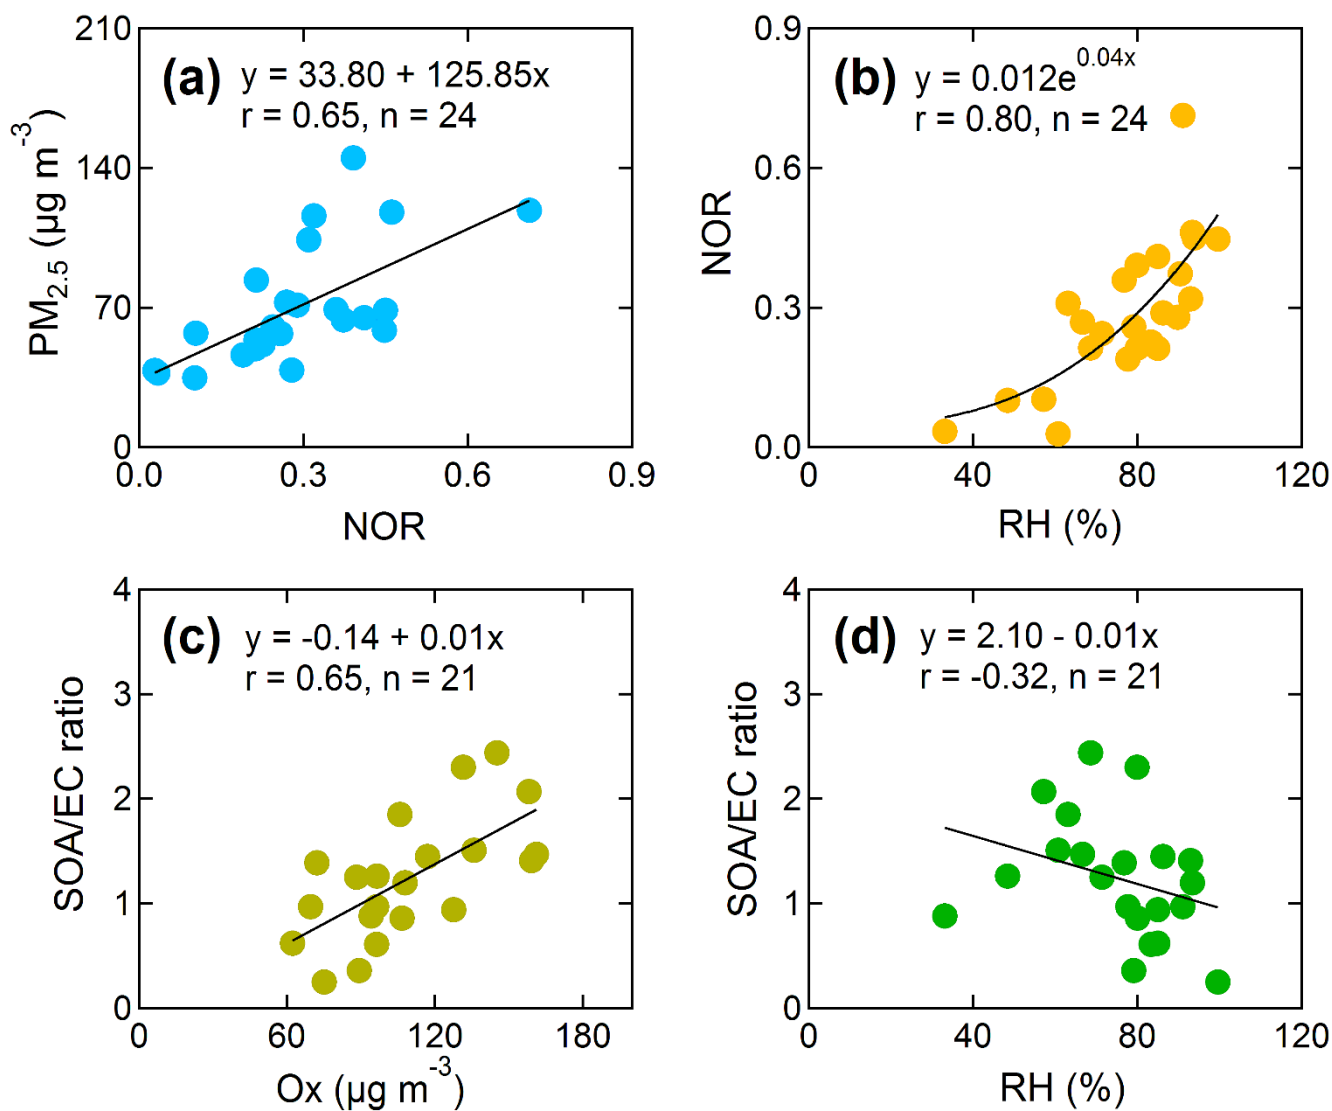 (a)
y = 33.80 + 125.85x
r = 0.65, n = 24
PM2.5 (µg m-3)
210
140
70
0
0.0
0.3
0.6
0.9
NOR
(b)
y = 0.012e0.04x
r = 0.80, n = 24
NOR
0.9
0.6
0.3
0.0
0
40
80
120
RH (%)
(c)
y = -0.14 + 0.01x
r = 0.65, n = 21
SOA/EC ratio
4
3
2
1
0
0
60
120
180
Ox (µg m-3)
(d)
y = 2.10 - 0.01x
r = -0.32, n = 21
SOA/EC ratio
4
3
2
1
0
0
40
80
120
RH (%)